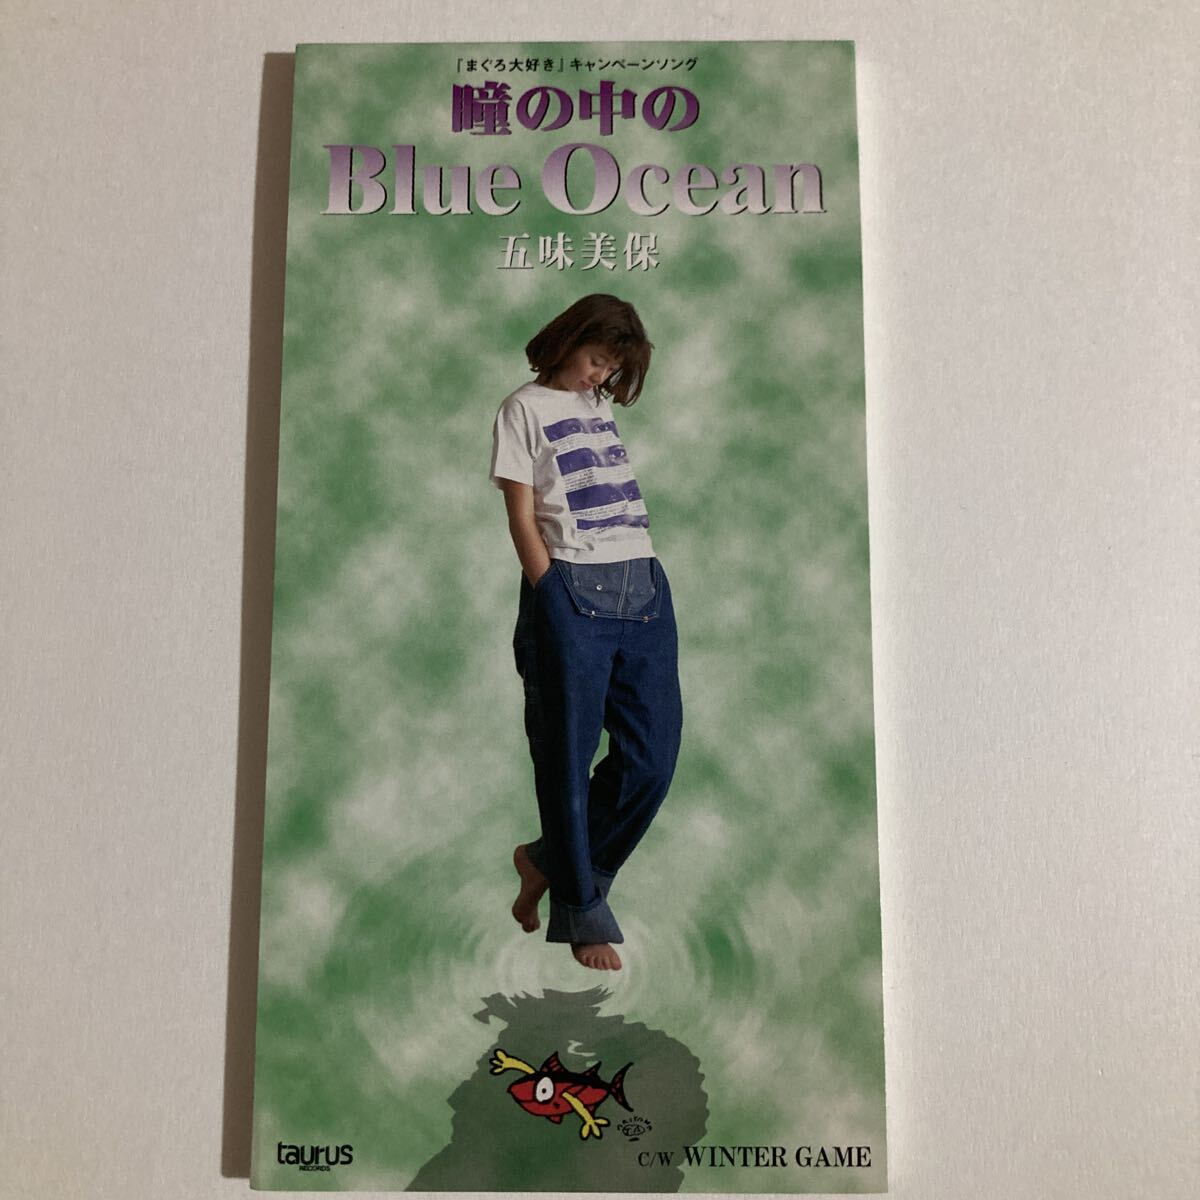 「まぐろ大好き」キャンペーンソング
瞳の中の
Blue Ocean
五味美保
taurus
RECORDS
C/W WINTER GAME